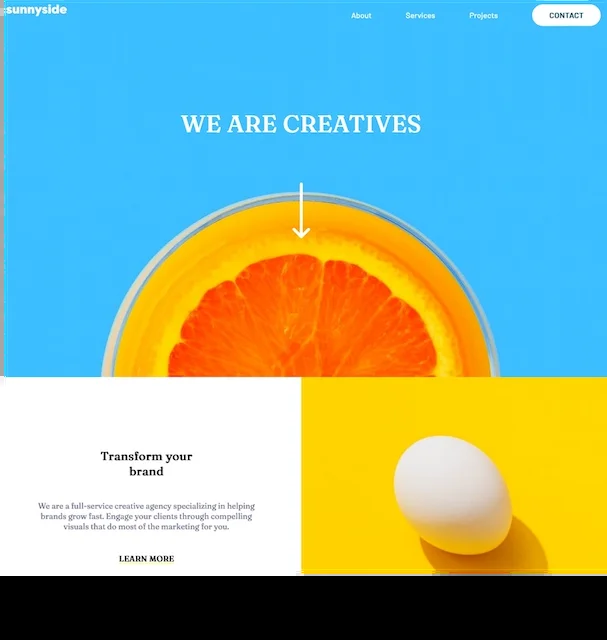 sunnyside
About Services Projects CONTACT
WE ARE CREATIVES
Transform your
brand
We are a full-service creative agency specializing in helping
brands grow fast. Engage your clients through compelling
visuals that do most of the marketing for you.
LEARN MORE